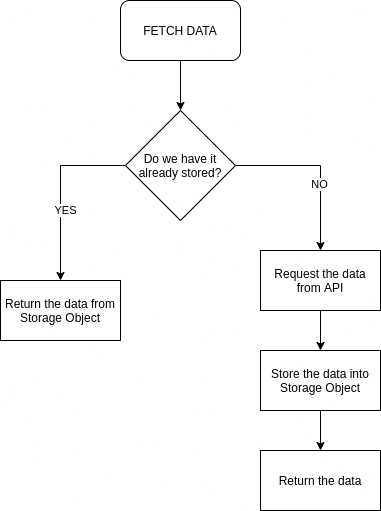 FETCH DATA
Do we have it
already stored?
YES
NO
Return the data from
Storage Object
Request the data
from API
Store the data into
Storage Object
Return the data